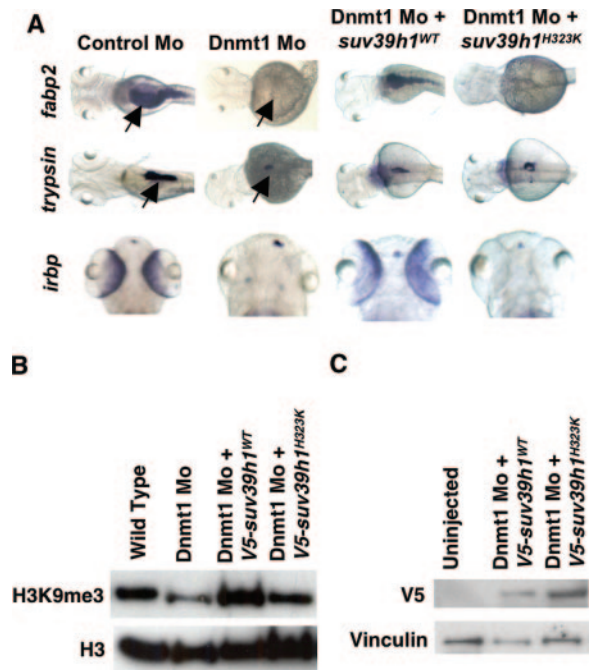 A
Control Mo
Dnmt1 Mo
Dnmt1 Mo +
suv39h1WT
Dnmt1 Mo +
suv39h1H323K
fabp2
trypsin
irbp
B
Wild Type
Dnmt1 Mo
Dnmt1 Mo +
V5-suv39h1WT
Dnmt1 Mo +
V5-suv39h1H323K
H3K9me3
H3
C
Uninjected
Dnmt1 Mo +
V5-suv39h1WT
Dnmt1 Mo +
V5-suv39h1H323K
V5
Vinculin